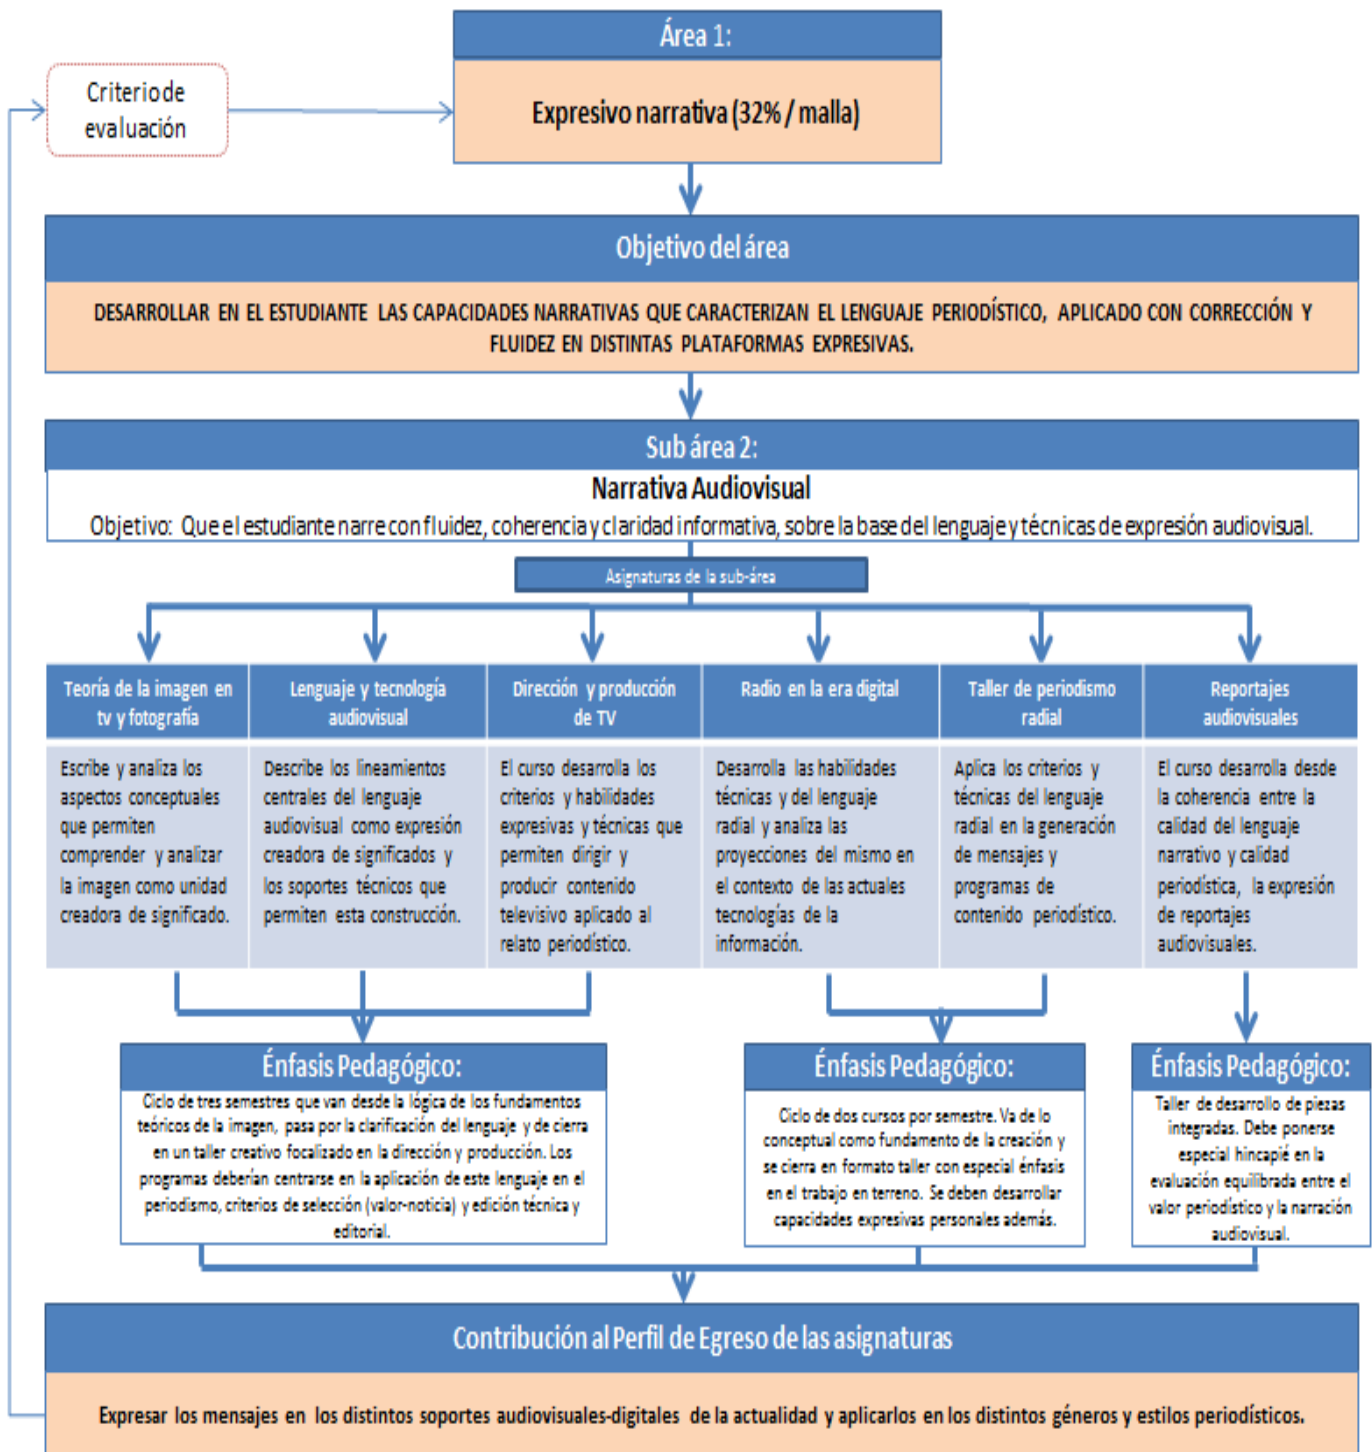 Área 1:
Expresivo narrativa (32% / malla)
Criterio de
evaluación
Objetivo del área
DESARROLLAR EN EL ESTUDIANTE LAS CAPACIDADES NARRATIVAS QUE CARACTERIZAN EL LENGUAJE PERIODÍSTICO, APLICADO CON CORRECCIÓN Y
FLUIDEZ EN DISTINTAS PLATAFORMAS EXPRESIVAS.
Sub área 2:
Narrativa Audiovisual
Objetivo: Que el estudiante narre con fluidez, coherencia y claridad informativa, sobre la base del lenguaje y técnicas de expresión audiovisual.
Asignaturas de la sub-área
Teoría de la imagen en
tv y fotografía
Escribe y analiza los
aspectos conceptuales
que permiten
comprender y analizar
la imagen como unidad
creadora de significado.
Lenguaje y tecnología
audiovisual
Describe los lineamientos
centrales del lenguaje
audiovisual como expresión
creadora de significados y
los soportes técnicos que
permiten esta construcción.
Dirección y producción
de TV
El curso desarrolla los
criterios y habilidades
expresivas y técnicas que
permiten dirigir y
producir contenido
televisivo aplicado al
relato periodístico.
Radio en la era digital
Desarrolla las habilidades
técnicas y del lenguaje
radial y analiza las
proyecciones del mismo en
el contexto de las actuales
tecnologías de la
información.
Taller de periodismo
radial
Aplica los criterios y
técnicas del lenguaje
radial en la generación
de mensajes y
programas de
contenido periodístico.
Reportajes
audiovisuales
El curso desarrolla desde
la coherencia entre la
calidad del lenguaje
narrativo y calidad
periodística, la expresión
de reportajes
audiovisuales.
Énfasis Pedagógico:
Ciclo de tres semestres que van desde la lógica de los fundamentos
teóricos de la imagen, pasa por la clarificación del lenguaje y de cierra
en un taller creativo focalizado en la dirección y producción. Los
programas deberían centrarse en la aplicación de este lenguaje en el
periodismo, criterios de selección (valor-noticia) y edición técnica y
editorial.
Énfasis Pedagógico:
Ciclo de dos cursos por semestre. Va de lo
conceptual como fundamento de la creación y
se cierra en formato taller con especial énfasis
en el trabajo en terreno. Se deben desarrollar
capacidades expresivas personales además.
Énfasis Pedagógico:
Taller de desarrollo de piezas
integradas. Debe ponerse
especial hincapié en la
evaluación equilibrada entre el
valor periodístico y la narración
audiovisual.
Contribución al Perfil de Egreso de las asignaturas
Expresar los mensajes en los distintos soportes audiovisuales-digitales de la actualidad y aplicarlos en los distintos géneros y estilos periodísticos.